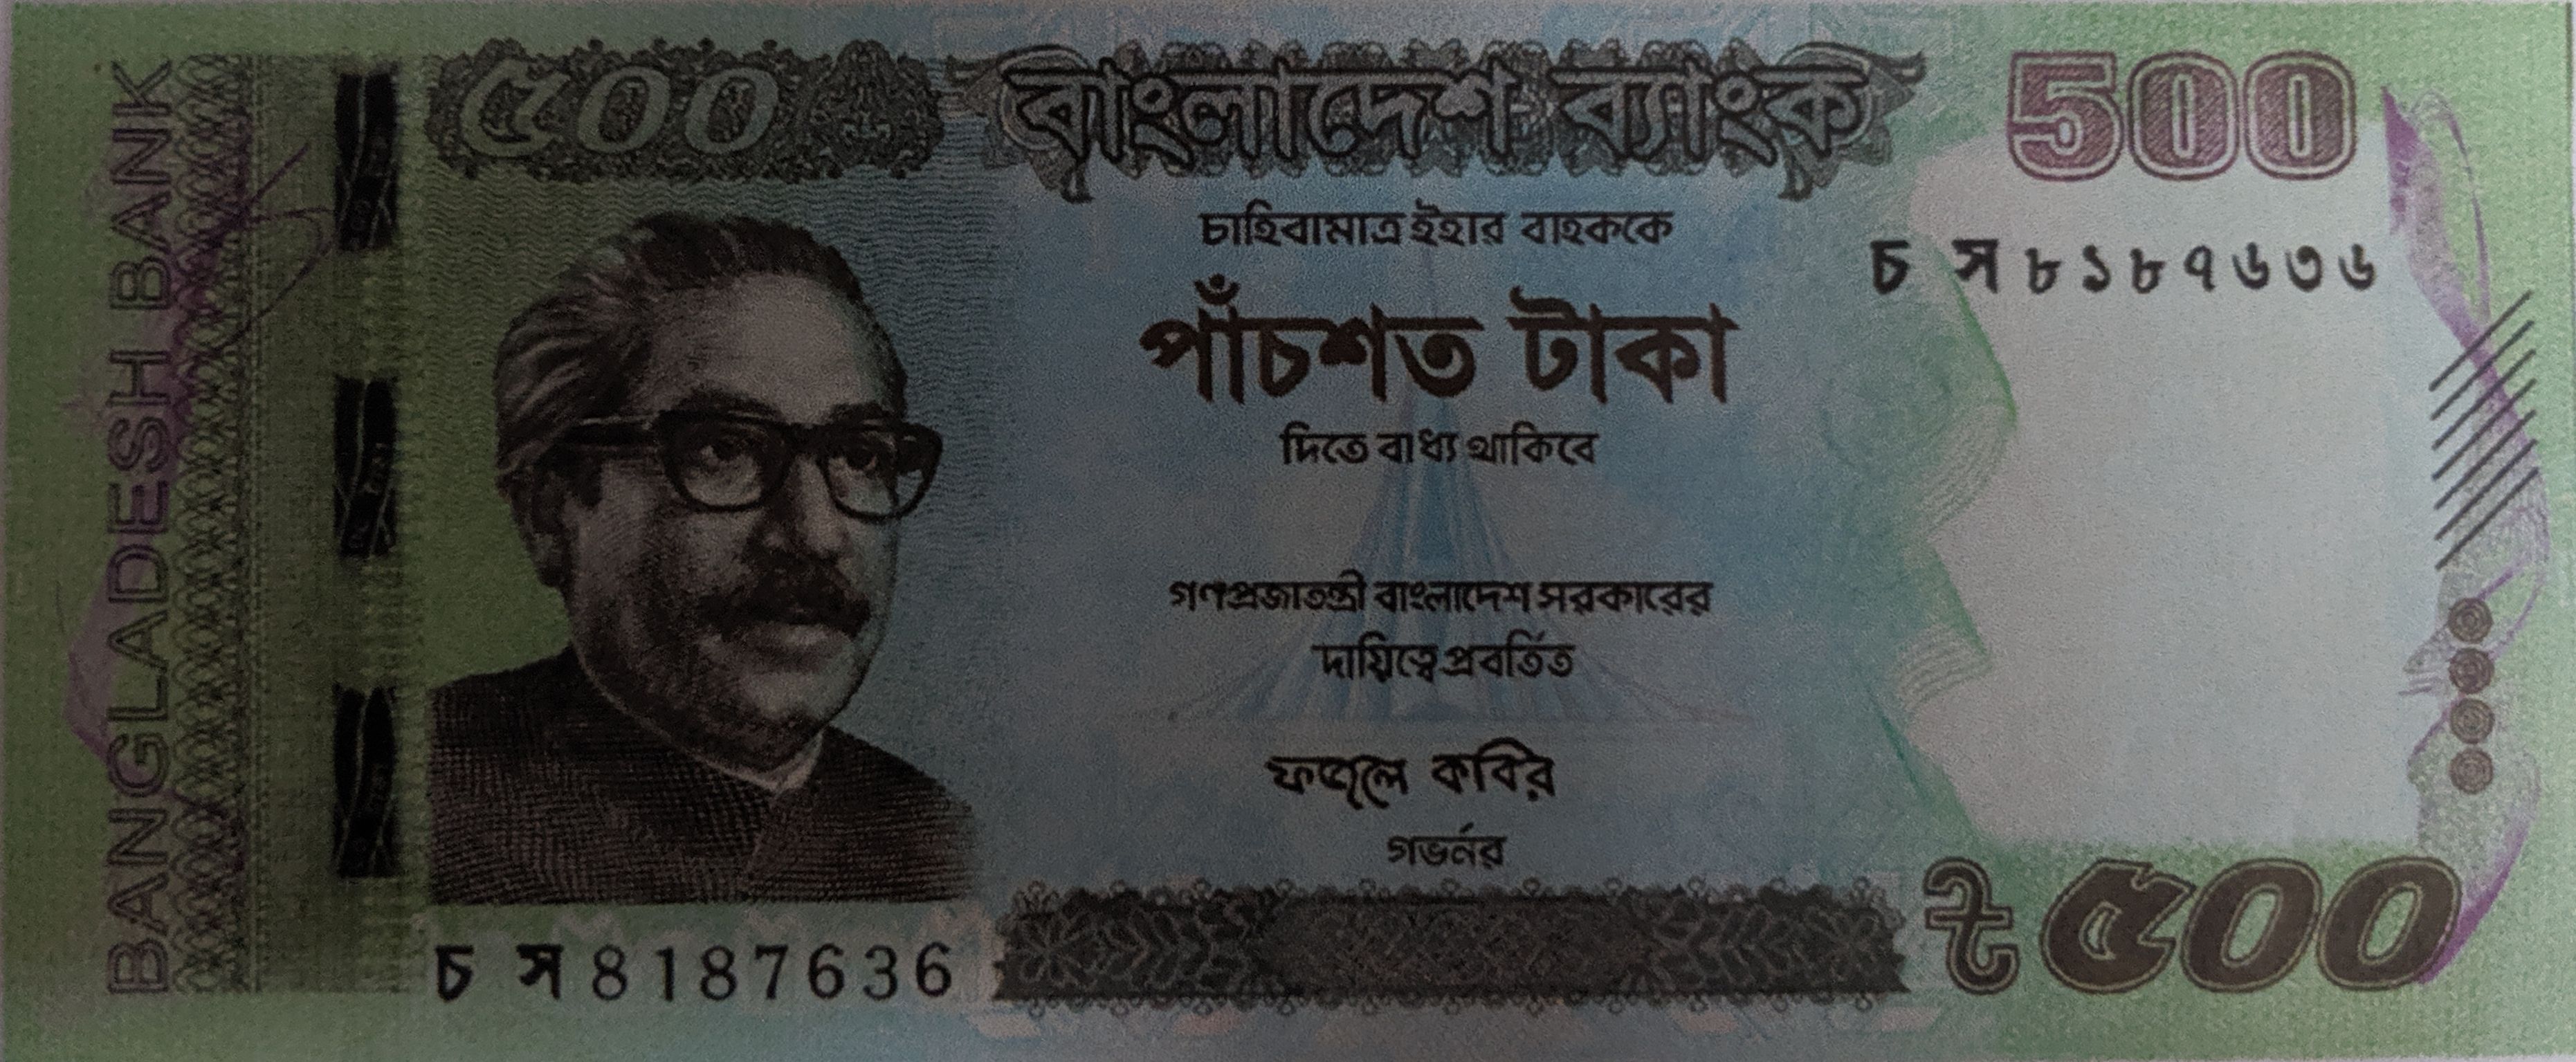 BANGLADESH BANK
৫০০
বাংলাদেশ ব্যাংক
500
চাহিবামাত্র ইহার বাহককে
চ স ৮১৮৭৬৩৬
পাঁচশত টাকা
দিতে বাধ্য থাকিবে
গণপ্রজাতন্ত্রী বাংলাদেশ সরকারের
দায়িত্বে প্রবর্তিত
ফজলে কবির
গভর্নর
চ স 8187636
৳ ৫০০